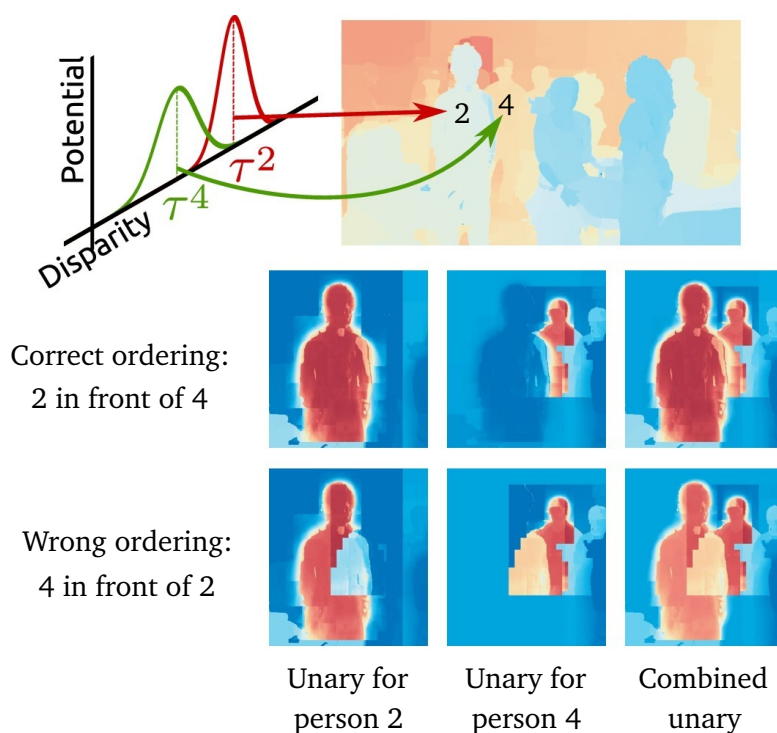 Potential
Disparity
τ⁴
τ²
2
4
Correct ordering:
2 in front of 4
Wrong ordering:
4 in front of 2
Unary for
person 2
Unary for
person 4
Combined
unary